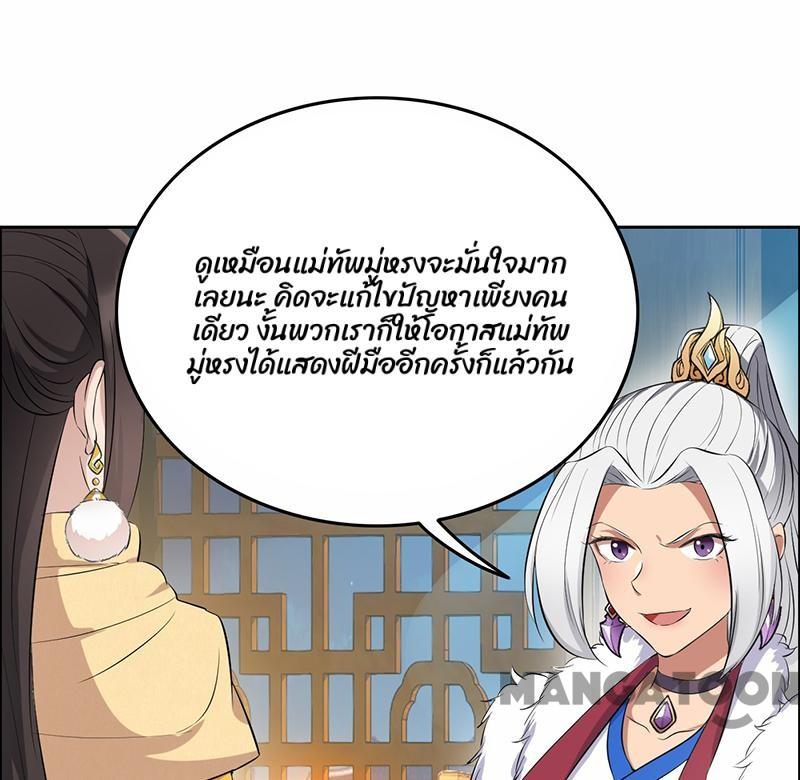 ดูเหมือนแม่ทัพมู่หรงจะมั่นใจมาก
เลยนะ คิดจะแก้ไขปัญหาเพียงคน
เดียว งั้นพวกเราก็ให้โอกาสแม่ทัพ
มู่หรงได้แสดงฝีมืออีกครั้งก็แล้วกัน
MANGATOON